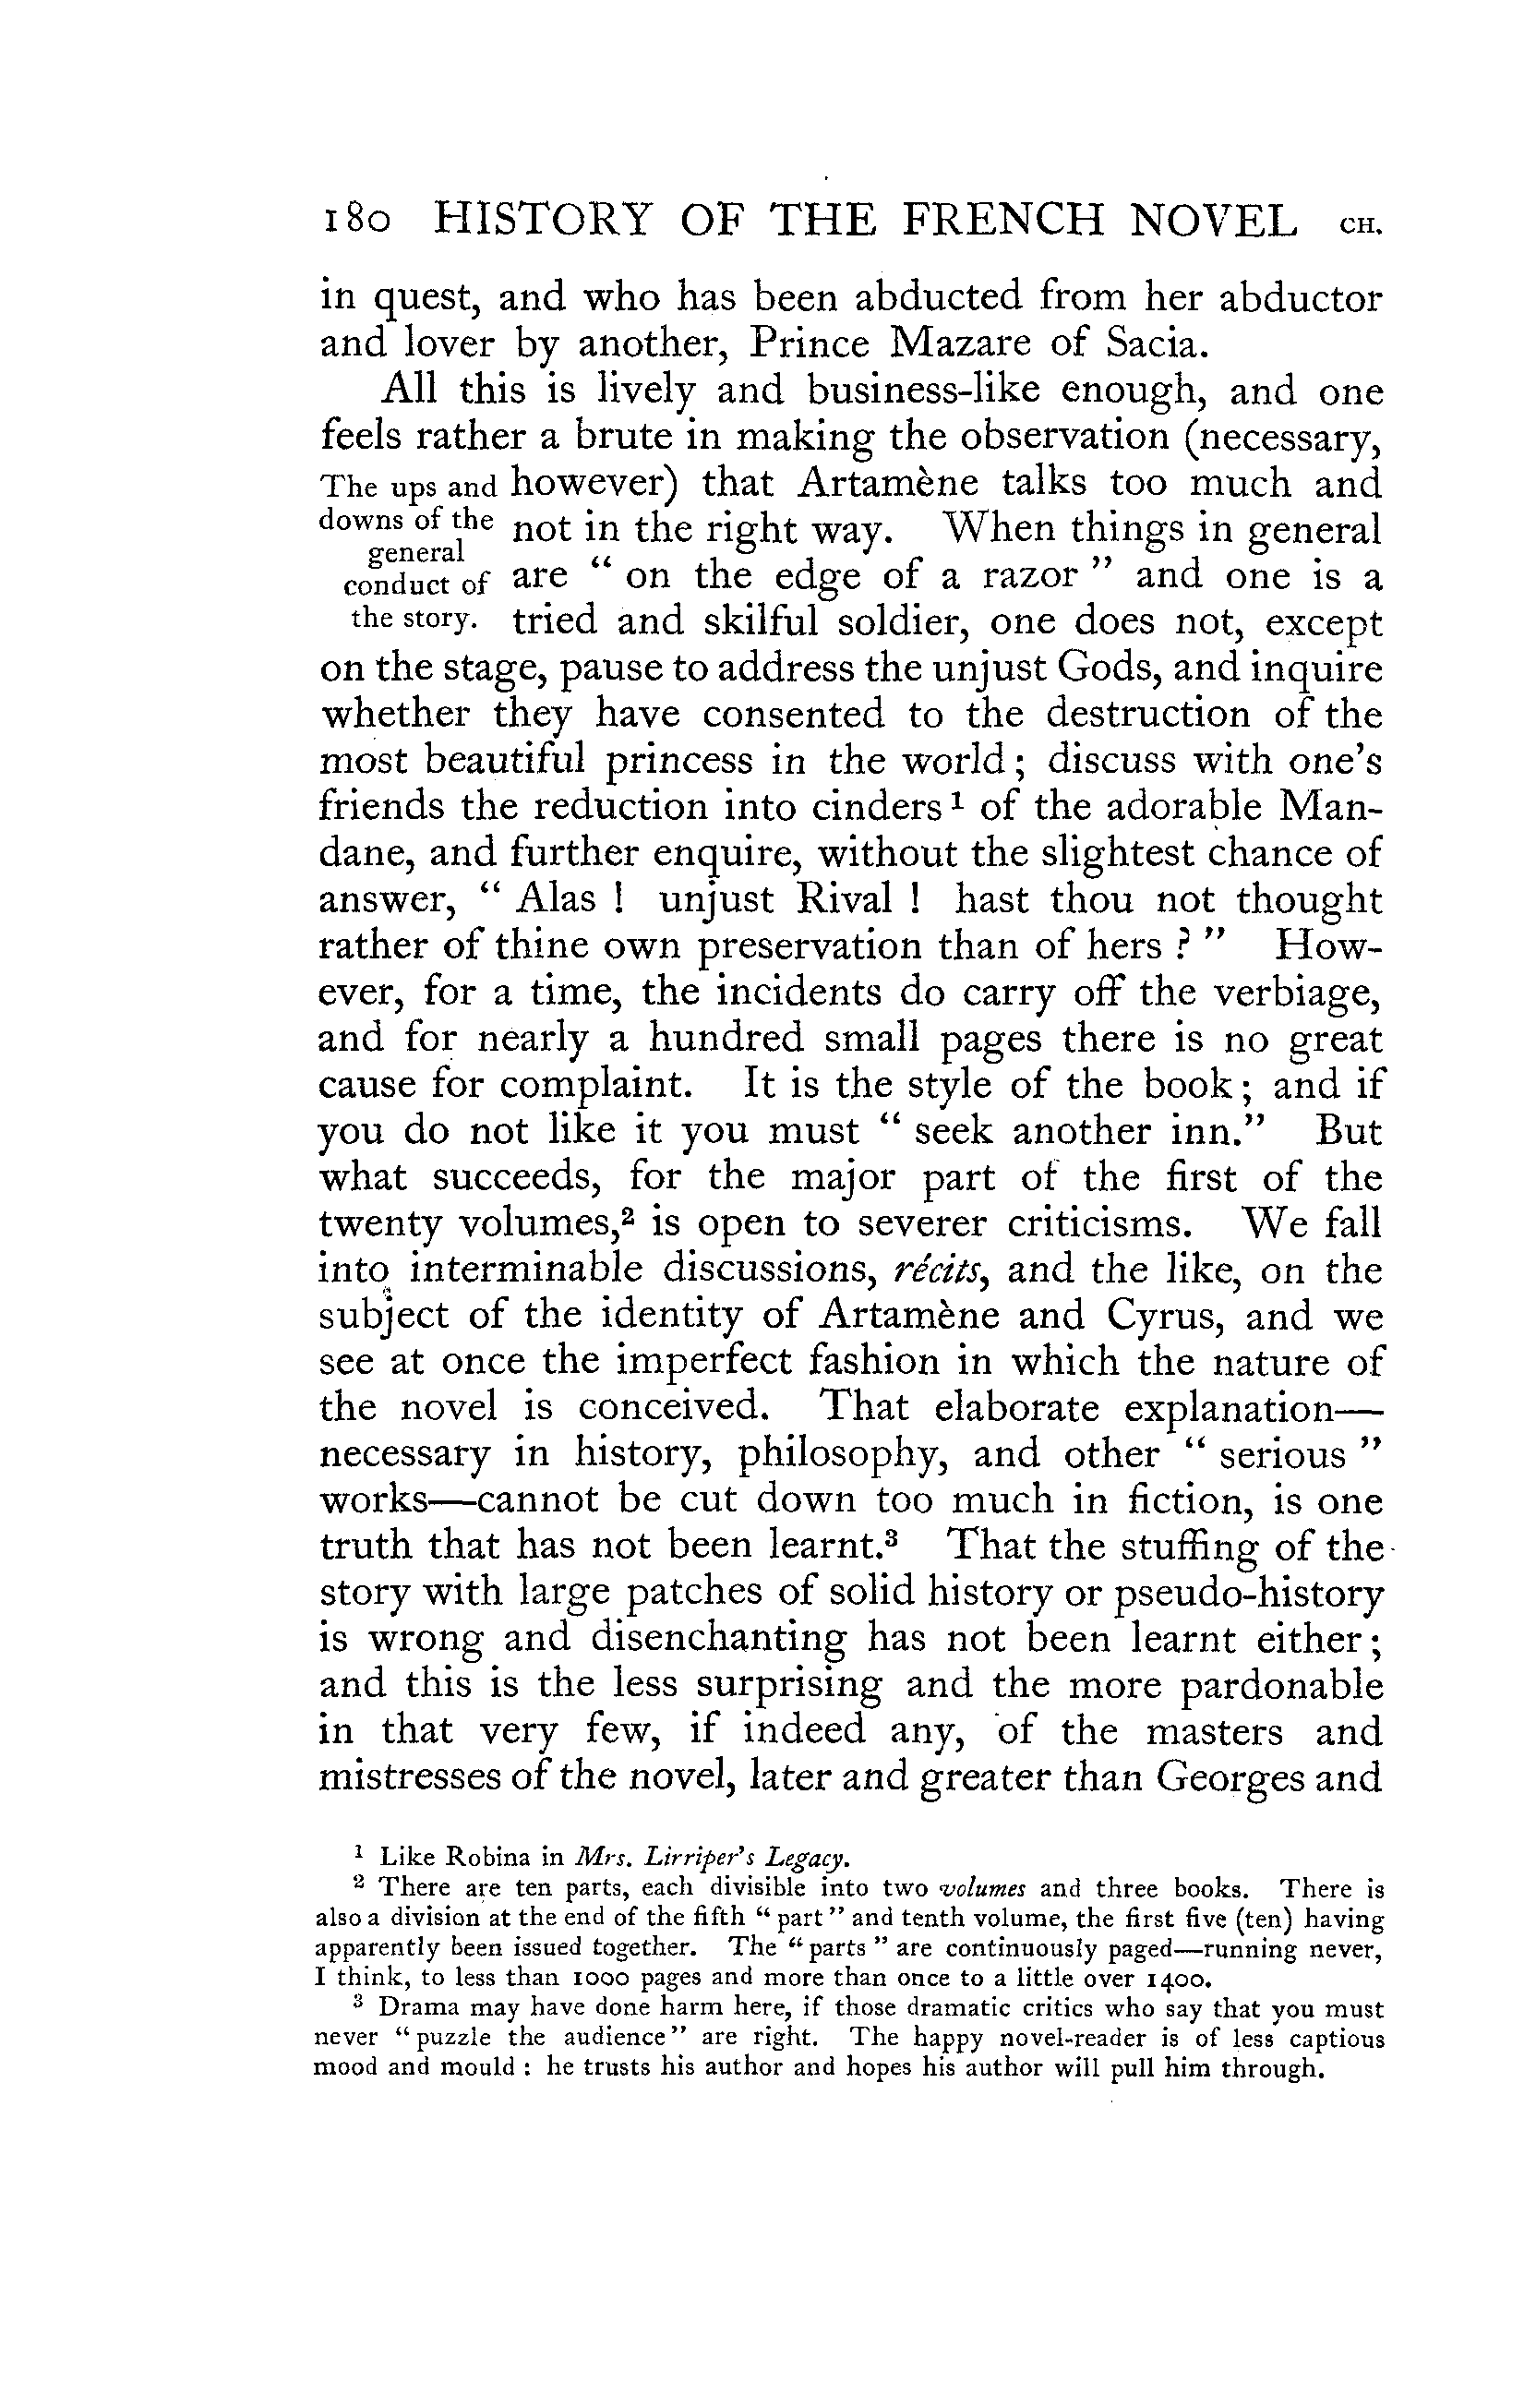 180 HISTORY OF THE FRENCH NOVEL CH.
in quest, and who has been abducted from her abductor
and lover by another, Prince Mazare of Sacia.
All this is lively and business-like enough, and one
feels rather a brute in making the observation (necessary,
The ups and
downs of the
general
conduct of
the story.
however) that Artamène talks too much and
not in the right way. When things in general
are “ on the edge of a razor ” and one is a
tried and skilful soldier, one does not, except
on the stage, pause to address the unjust Gods, and inquire
whether they have consented to the destruction of the
most beautiful princess in the world ; discuss with one's
friends the reduction into cinders ¹ of the adorable Man-
dane, and further enquire, without the slightest chance of
answer, “ Alas ! unjust Rival ! hast thou not thought
rather of thine own preservation than of hers ? ” How-
ever, for a time, the incidents do carry off the verbiage,
and for nearly a hundred small pages there is no great
cause for complaint. It is the style of the book ; and if
you do not like it you must “ seek another inn.” But
what succeeds, for the major part of the first of the
twenty volumes,² is open to severer criticisms. We fall
into interminable discussions, récits, and the like, on the
subject of the identity of Artamène and Cyrus, and we
see at once the imperfect fashion in which the nature of
the novel is conceived. That elaborate explanation—
necessary in history, philosophy, and other “ serious ”
works—cannot be cut down too much in fiction, is one
truth that has not been learnt.³ That the stuffing of the
story with large patches of solid history or pseudo-history
is wrong and disenchanting has not been learnt either ;
and this is the less surprising and the more pardonable
in that very few, if indeed any, of the masters and
mistresses of the novel, later and greater than Georges and
¹ Like Robina in Mrs. Lirriper's Legacy.
² There are ten parts, each divisible into two volumes and three books. There is
also a division at the end of the fifth “ part ” and tenth volume, the first five (ten) having
apparently been issued together. The “ parts ” are continuously paged—running never,
I think, to less than 1000 pages and more than once to a little over 1400.
³ Drama may have done harm here, if those dramatic critics who say that you must
never “ puzzle the audience ” are right. The happy novel-reader is of less captious
mood and mould : he trusts his author and hopes his author will pull him through.